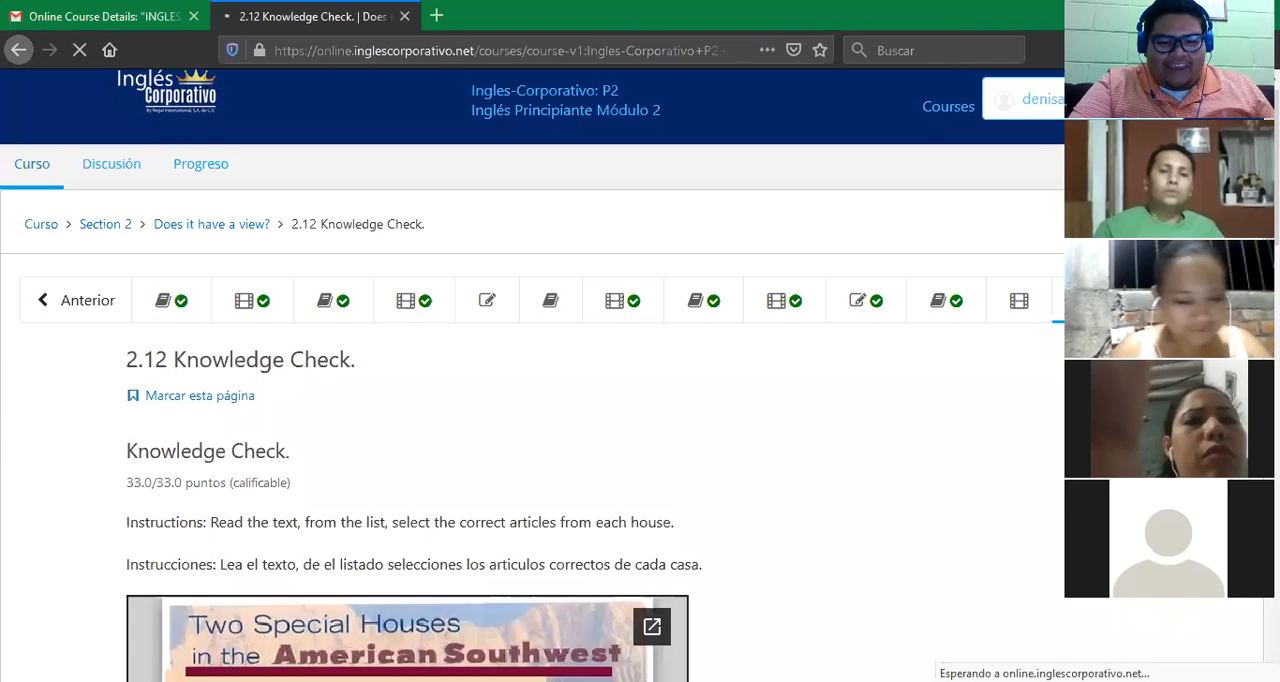 Online Course Details: "INGLES
2.12 Knowledge Check. | Does i
https://online.inglescorporativo.net/courses/course-v1:Ingles-Corporativo+P2+
Buscar
Inglés
Corporativo
By Regal International, S.A. de C.V.
Ingles-Corporativo: P2
Inglés Principiante Módulo 2
Courses
denisa
Curso
Discusión
Progreso
Curso > Section 2 > Does it have a view? > 2.12 Knowledge Check.
Anterior
2.12 Knowledge Check.
Marcar esta página
Knowledge Check.
33.0/33.0 puntos (calificable)
Instructions: Read the text, from the list, select the correct articles from each house.
Instrucciones: Lea el texto, de el listado selecciones los articulos correctos de cada casa.
Two Special Houses
in the American Southwest
Esperando a online.inglescorporativo.net...